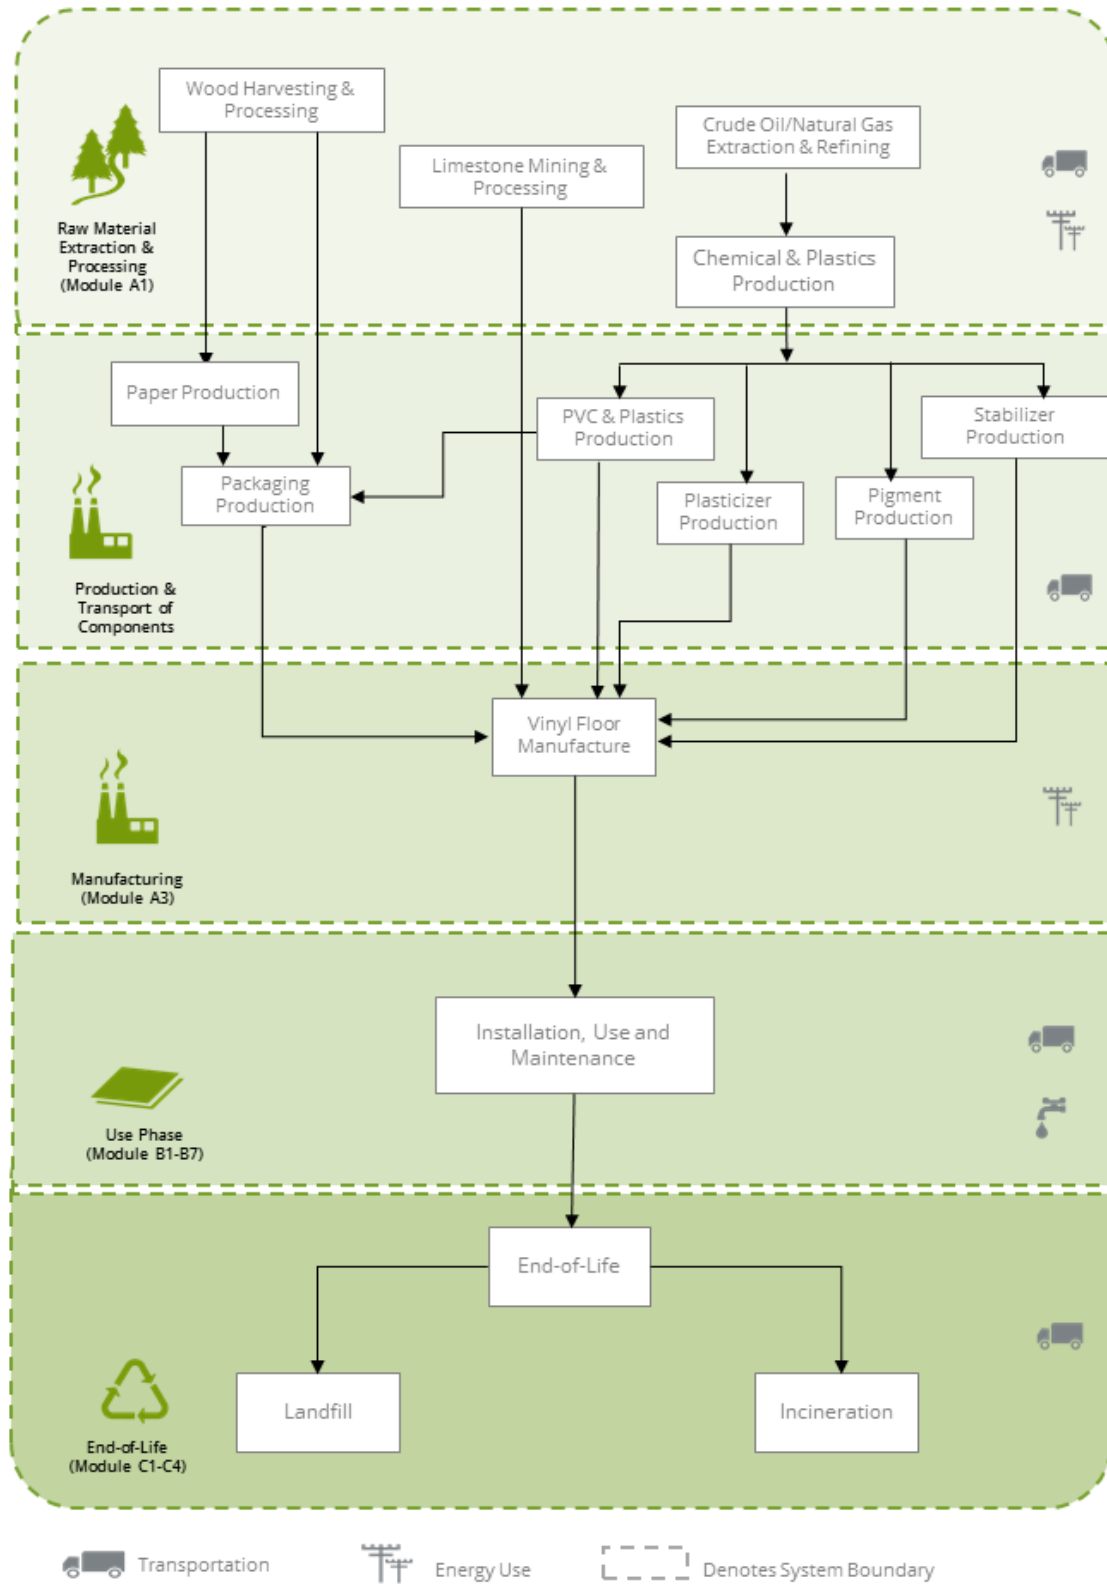 Wood Harvesting &
Processing
Crude Oil/Natural Gas
Extraction & Refining
Limestone Mining &
Processing
Raw Material
Extraction &
Processing
(Module A1)
Chemical & Plastics
Production
Paper Production
PVC & Plastics
Production
Stabilizer
Production
Packaging
Production
Plasticizer
Production
Pigment
Production
Production &
Transport of
Components
Vinyl Floor
Manufacture
Manufacturing
(Module A3)
Installation, Use and
Maintenance
Use Phase
(Module B1-B7)
End-of-Life
Landfill
Incineration
End-of-Life
(Module C1-C4)
Transportation
Energy Use
Denotes System Boundary